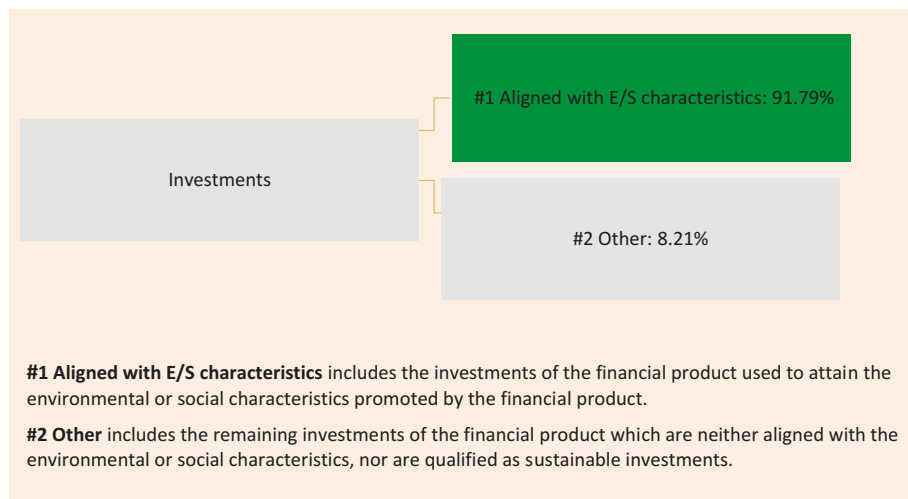 #1 Aligned with E/S characteristics: 91.79%
Investments
#2 Other: 8.21%
#1 Aligned with E/S characteristics includes the investments of the financial product used to attain the
environmental or social characteristics promoted by the financial product.
#2 Other includes the remaining investments of the financial product which are neither aligned with the
environmental or social characteristics, nor are qualified as sustainable investments.